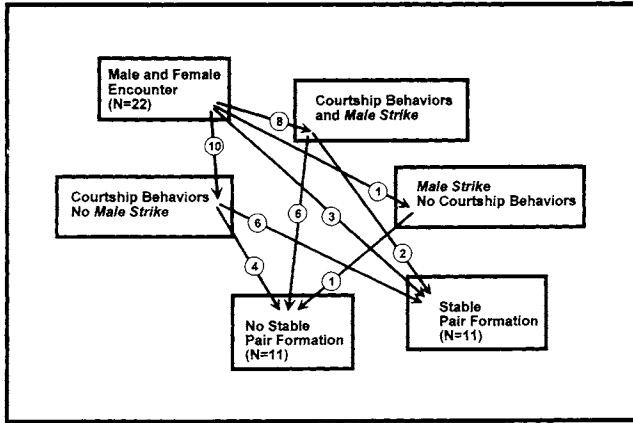 Male and Female
Encounter
(N=22)
Courtship Behaviors
and Male Strike
8
10
1
Male Strike
No Courtship Behaviors
Courtship Behaviors
No Male Strike
6
6
3
4
1
2
No Stable
Pair Formation
(N=11)
Stable
Pair Formation
(N=11)